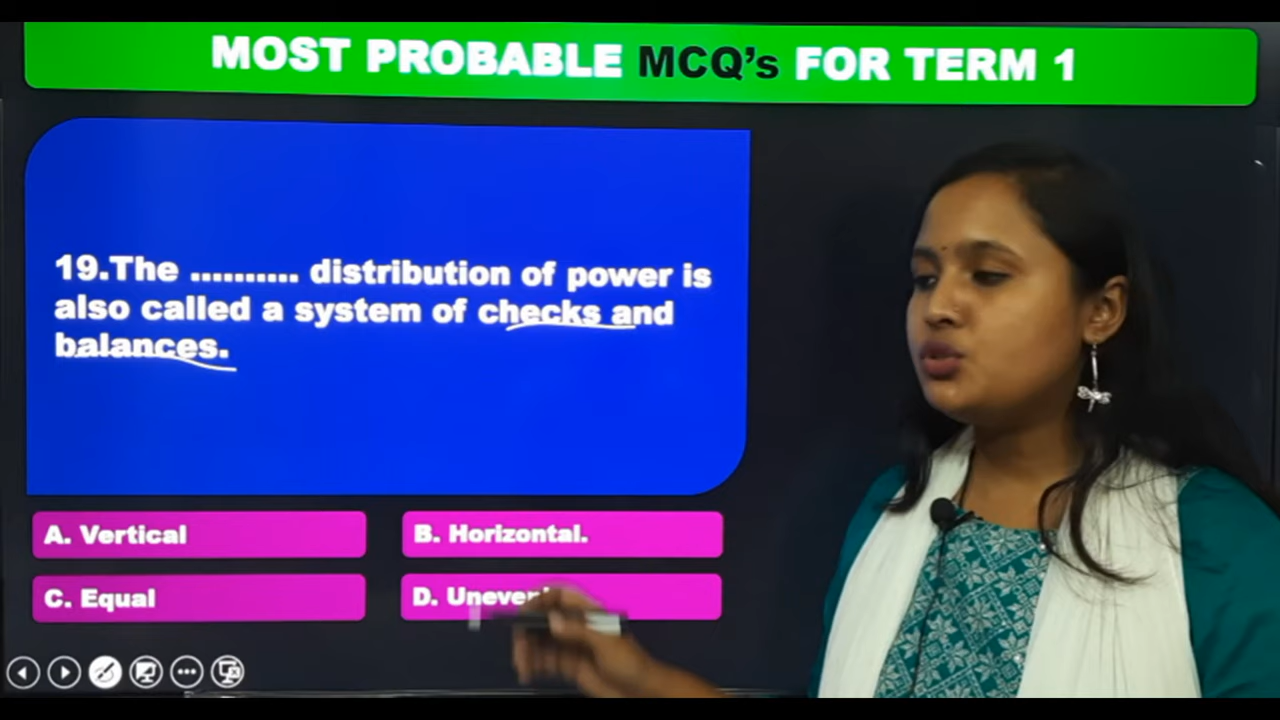 MOST PROBABLE MCQ's FOR TERM 1
19.The .......... distribution of power is
also called a system of checks and
balances.
A. Vertical
B. Horizontal.
C. Equal
D. Uneven